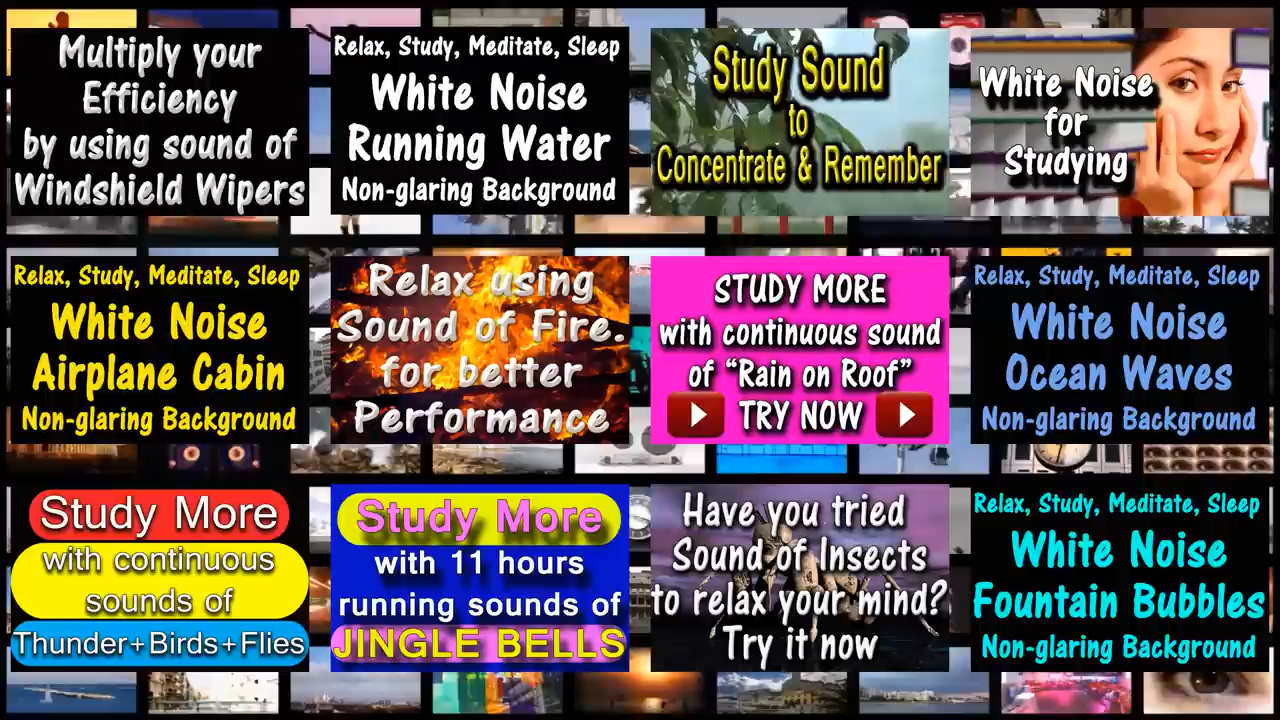 Multiply your
Efficiency
by using sound of
Windshield Wipers
Relax, Study, Meditate, Sleep
White Noise
Running Water
Non-glaring Background
Study Sound
to
Concentrate & Remember
White Noise
for
Studying
Relax, Study, Meditate, Sleep
White Noise
Airplane Cabin
Non-glaring Background
Relax using
Sound of Fire.
for better
Performance
STUDY MORE
with continuous sound
of “Rain on Roof”
TRY NOW
Relax, Study, Meditate, Sleep
White Noise
Ocean Waves
Non-glaring Background
Study More
with continuous
sounds of
Thunder+Birds+Flies
Study More
with 11 hours
running sounds of
JINGLE BELLS
Have you tried
Sound of Insects
to relax your mind?
Try it now
Relax, Study, Meditate, Sleep
White Noise
Fountain Bubbles
Non-glaring Background